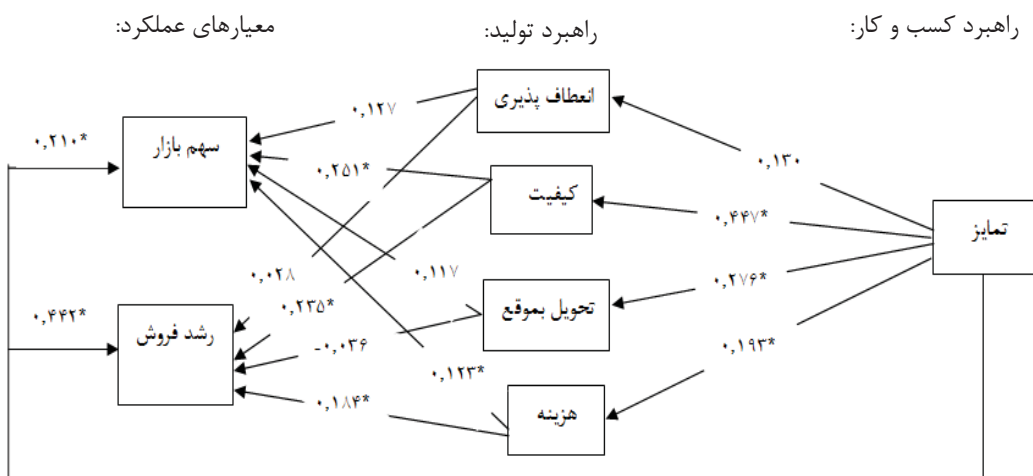 راهبرد کسب و کار:
راهبرد تولید:
معیارهای عملکرد:
انعطاف پذیری
۰,۱۲۷
۰,۲۱۰*
سهم بازار
۰,۱۳۰
۰,۲۵۱*
کیفیت
۰,۴۴۷*
تمایز
۰,۰۲۸
۰,۱۱۷
۰,۲۷۶*
تحویل بموقع
۰,۲۳۵*
۰,۴۴۲*
رشد فروش
-۰,۰۳۶
۰,۱۹۳*
۰,۱۲۳*
۰,۱۸۴*
هزینه